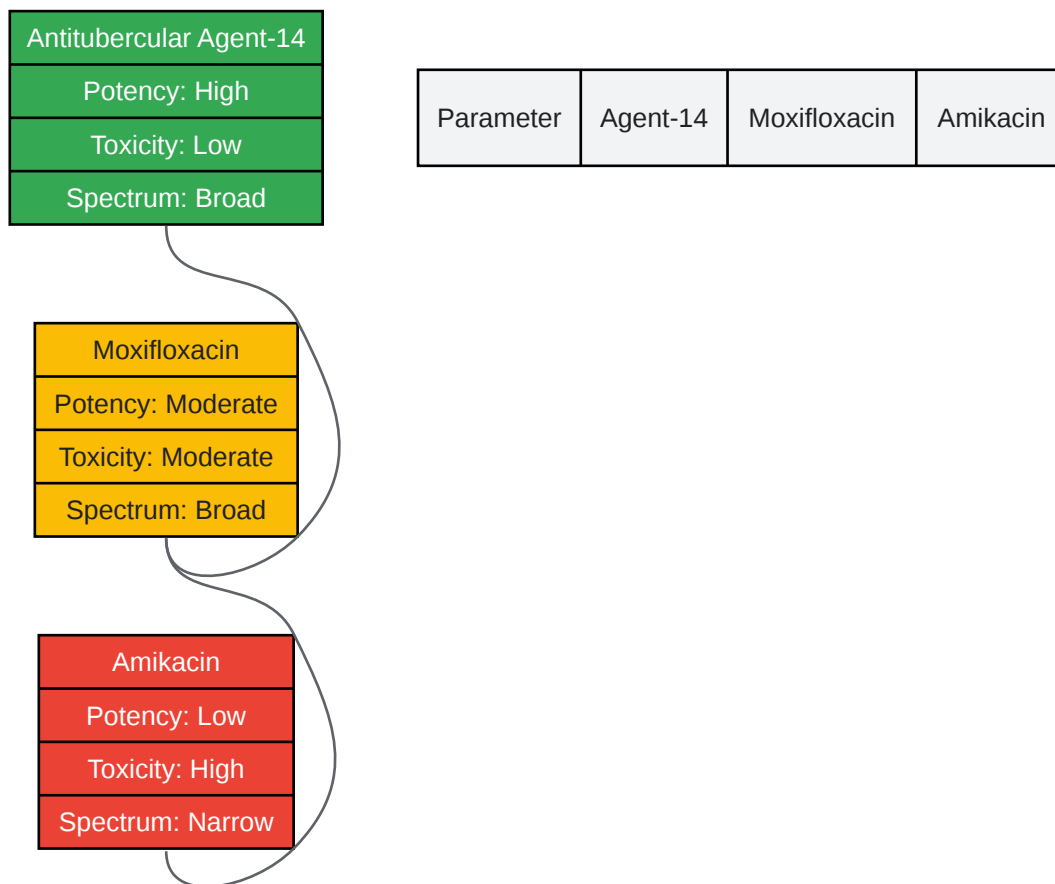 Antitubercular Agent-14
Potency: High
Toxicity: Low
Spectrum: Broad
Parameter Agent-14 Moxifloxacin Amikacin
Moxifloxacin
Potency: Moderate
Toxicity: Moderate
Spectrum: Broad
Amikacin
Potency: Low
Toxicity: High
Spectrum: Narrow